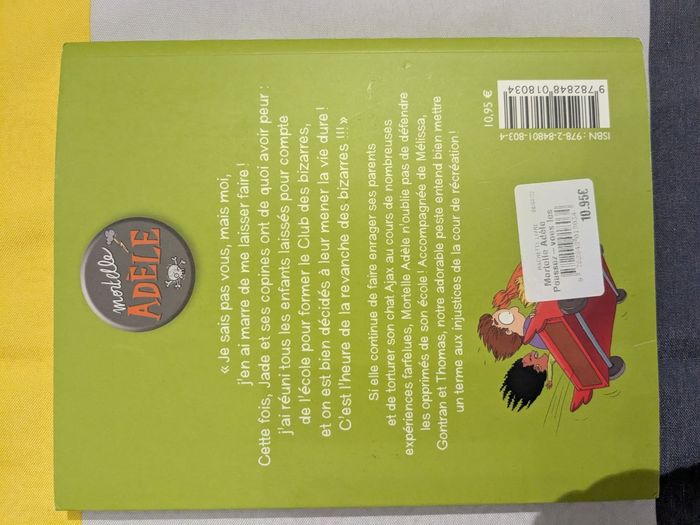 mortelle
ADÈLE
« Je sais pas vous, mais moi,
j'en ai marre de me laisser faire !
Cette fois, Jade et ses copines ont de quoi avoir peur :
j'ai réuni tous les enfants laissés pour compte
de l'école pour former le Club des bizarres,
et on est bien décidés à leur mener la vie dure !
C'est l'heure de la revanche des bizarres !!! »
Si elle continue de faire enrager ses parents
et de torturer son chat Ajax au cours de nombreuses
expériences farfelues, Mortelle Adèle n'oublie pas de défendre
les opprimés de son école ! Accompagnée de Mélissa,
Gontran et Thomas, notre adorable peste entend bien mettre
un terme aux injustices de la cour de récréation !
Mortelle Adèle
Poussez-vous les
10.95€
10,95 €
9 782848 018034
ISBN : 978-2-84801-803-4